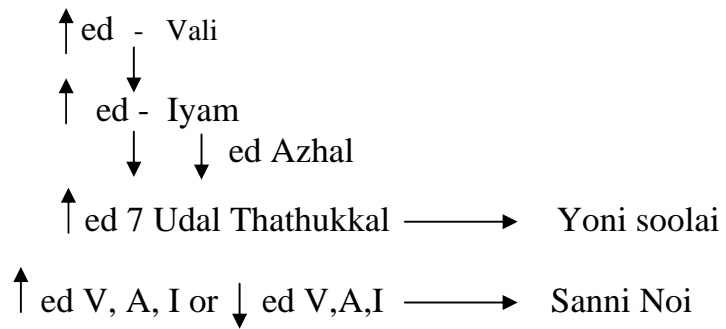 ↑ ed - Vali
↓
↑ ed - Iyam
↓ ↓ ed Azhal
↑ ed 7 Udal Thathukkal → Yoni soolai
↑ ed V, A, I or ↓ ed V,A,I → Sanni Noi